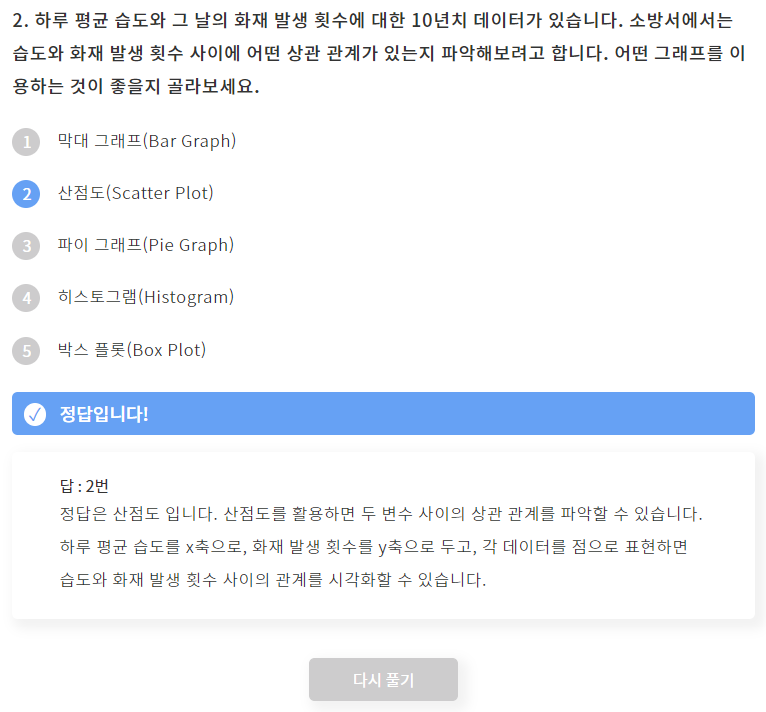 2. 하루 평균 습도와 그 날의 화재 발생 횟수에 대한 10년치 데이터가 있습니다. 소방서에서는
습도와 화재 발생 횟수 사이에 어떤 상관 관계가 있는지 파악해보려고 합니다. 어떤 그래프를 이
용하는 것이 좋을지 골라보세요.
1 막대 그래프(Bar Graph)
2 산점도(Scatter Plot)
3 파이 그래프(Pie Graph)
4 히스토그램(Histogram)
5 박스 플롯(Box Plot)
정답입니다!
답 : 2번
정답은 산점도 입니다. 산점도를 활용하면 두 변수 사이의 상관 관계를 파악할 수 있습니다.
하루 평균 습도를 x축으로, 화재 발생 횟수를 y축으로 두고, 각 데이터를 점으로 표현하면
습도와 화재 발생 횟수 사이의 관계를 시각화할 수 있습니다.
다시 풀기